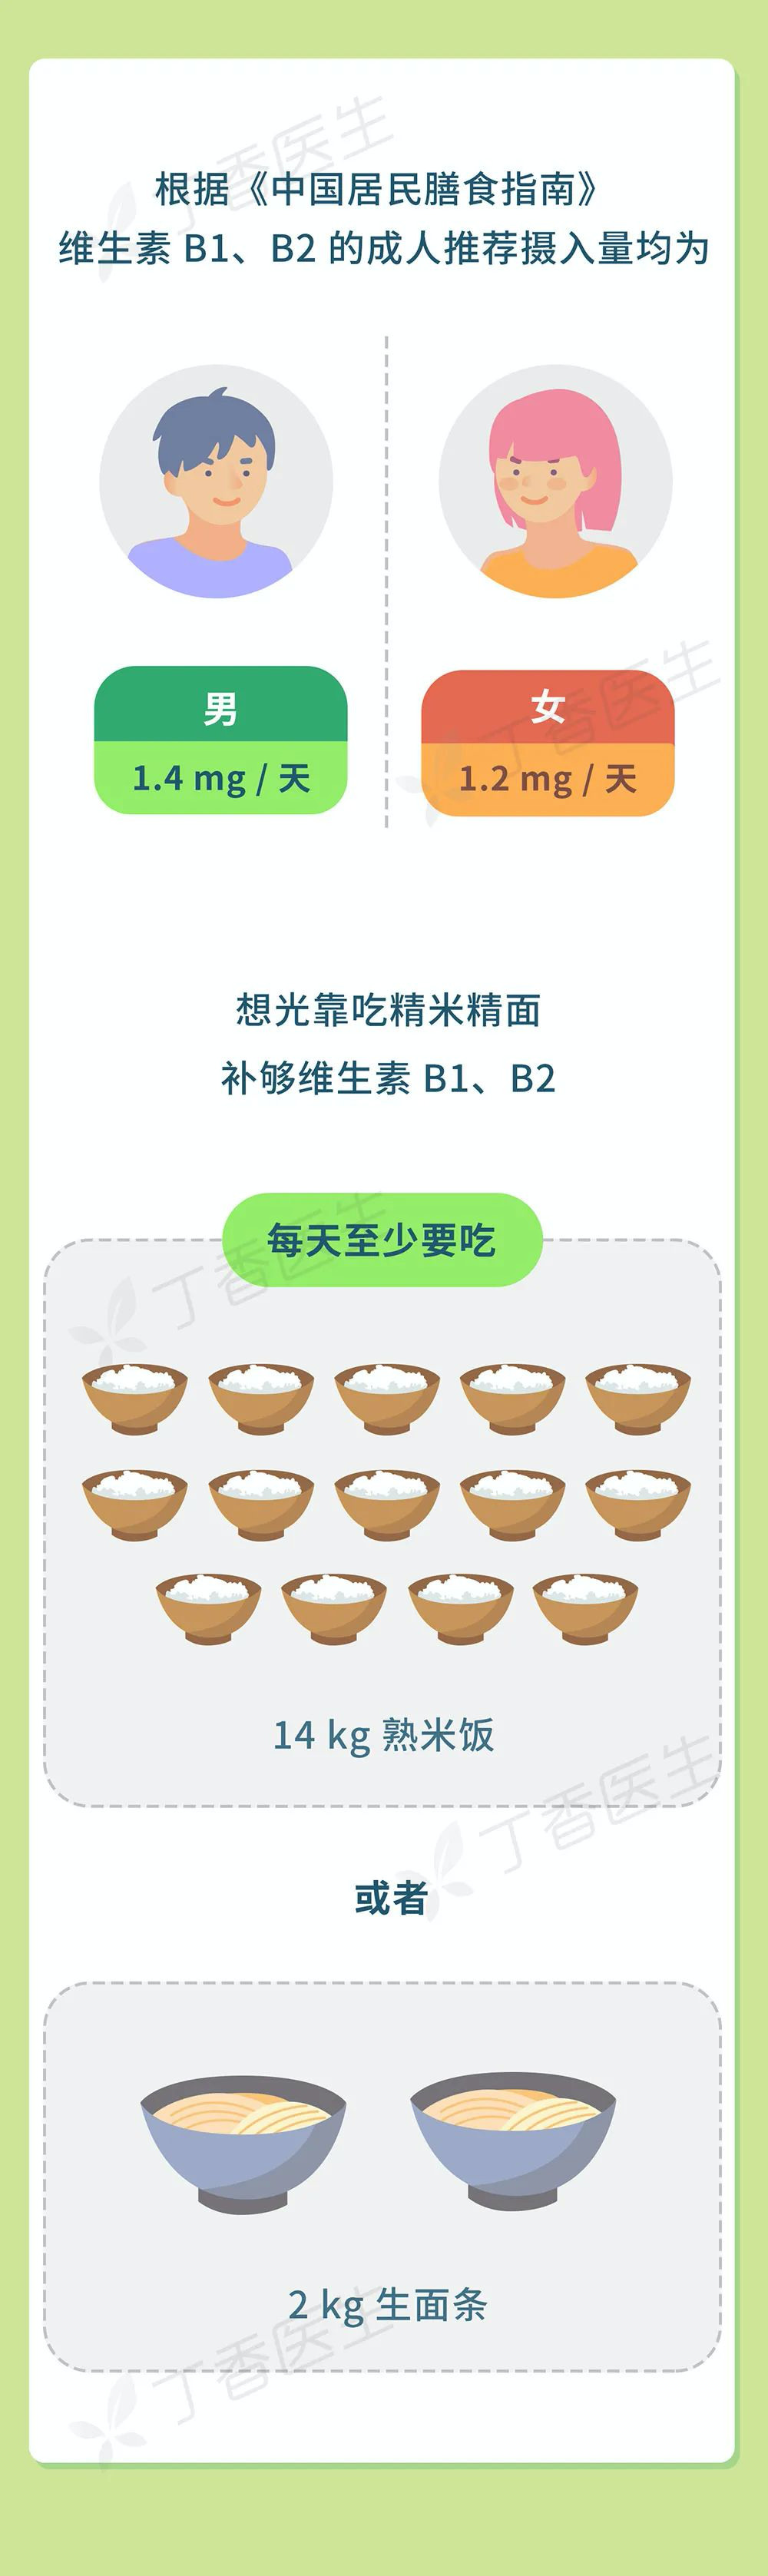 根据《中国居民膳食指南》
维生素 B1、B2 的成人推荐摄入量均为
男
1.4 mg / 天
女
1.2 mg / 天
想光靠吃精米精面
补够维生素 B1、B2
每天至少要吃
14 kg 熟米饭
或者
2 kg 生面条
丁香医生
丁香医生
丁香医生
丁香医生
丁香医生